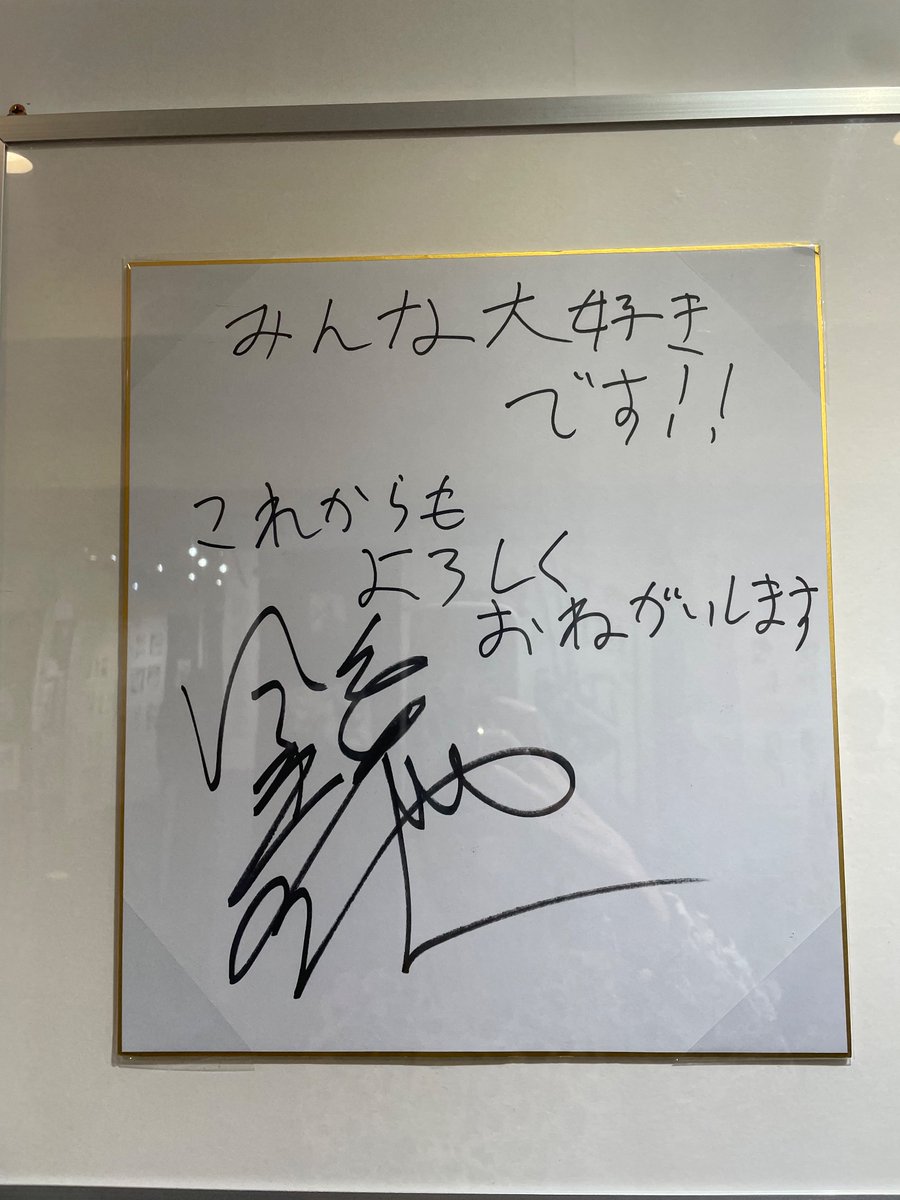 みんな大好き
です!!
これからも
よろしく
おねがいします